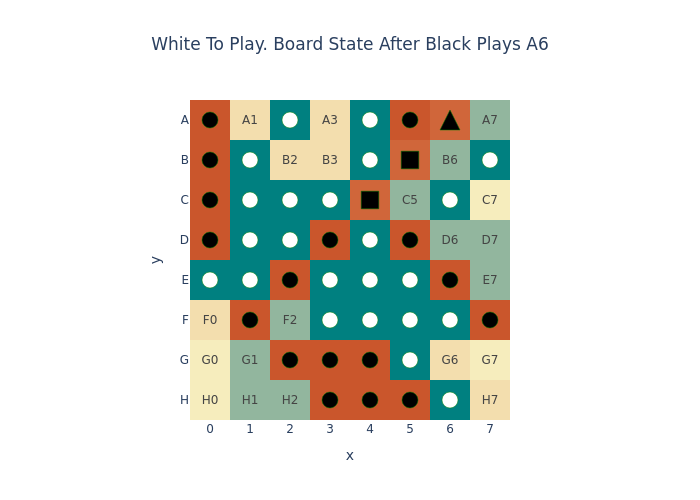 White To Play. Board State After Black Plays A6
A A1 A3 A7
B B2 B3 B6
C C5 C7
D D6 D7
E E7
F F0 F2
G G0 G1 G6 G7
H H0 H1 H2 H7
0 1 2 3 4 5 6 7
x
y